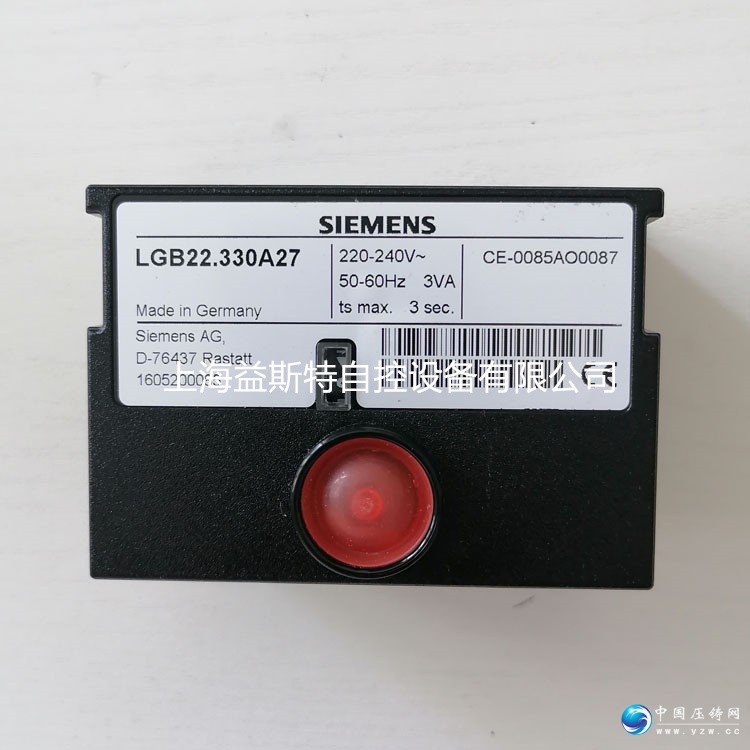 SIEMENS
LGB22.330A27
220-240V~
50-60Hz 3VA
ts max. 3 sec.
CE-0085AO0087
Made in Germany
Siemens AG,
D-76437 Rastatt
上海益斯特自控设备有限公司
CE
中国压铸网
www.yzw.cc